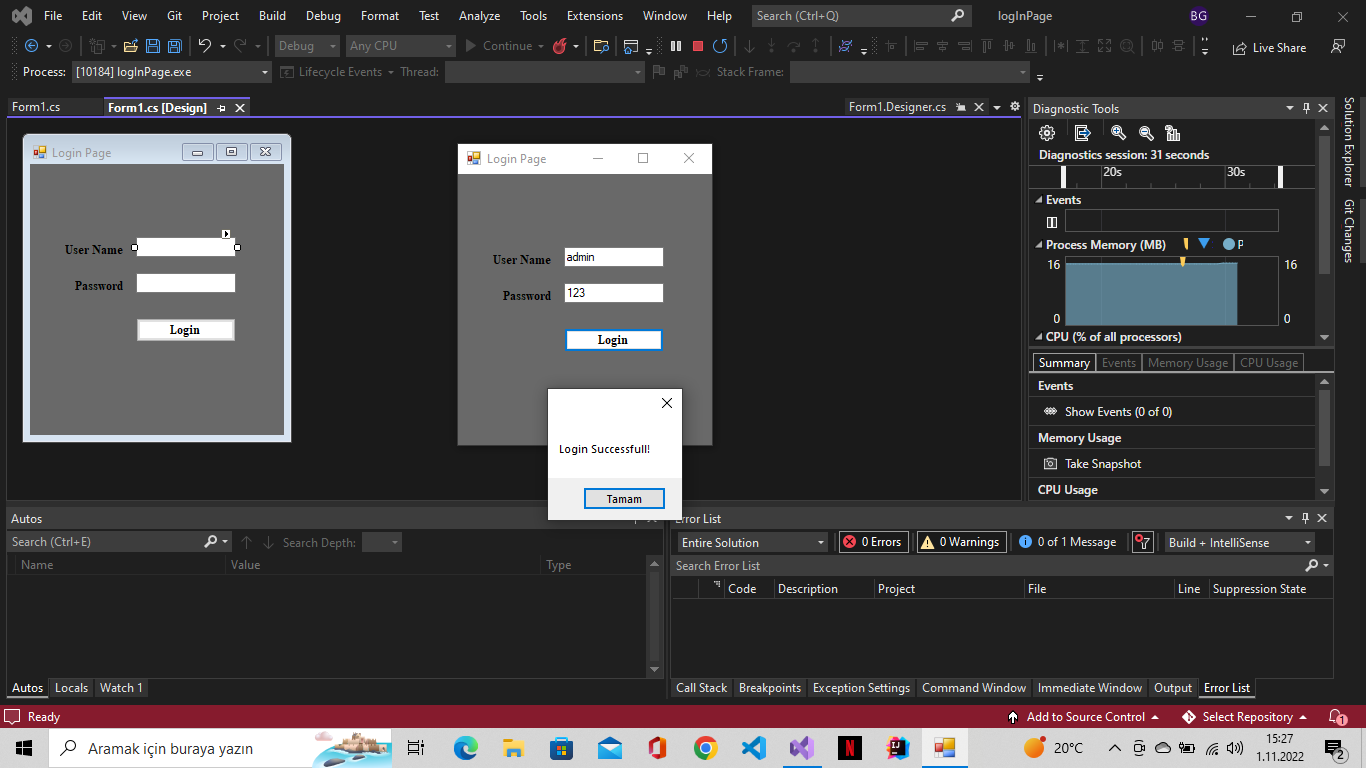 File Edit View Git Project Build Debug Format Test Analyze Tools Extensions Window Help Search (Ctrl+Q) logInPage BG
Debug Any CPU Continue Live Share
Process: [10184] logInPage.exe Lifecycle Events Thread: Stack Frame:
Form1.cs Form1.cs [Design] Form1.Designer.cs
Login Page
User Name
Password
Login
Login Page
User Name admin
Password 123
Login
Login Successfull!
Tamam
Diagnostic Tools
Diagnostics session: 31 seconds
20s 30s
Events
Process Memory (MB) P
16 16
0 0
CPU (% of all processors)
Summary Events Memory Usage CPU Usage
Events
Show Events (0 of 0)
Memory Usage
Take Snapshot
CPU Usage
Solution Explorer
Git Changes
Autos
Search (Ctrl+E) Search Depth:
Name Value Type
Autos Locals Watch 1
Error List
Entire Solution 0 Errors 0 Warnings 0 of 1 Message Build + IntelliSense
Search Error List
Code Description Project File Line Suppression State
Call Stack Breakpoints Exception Settings Command Window Immediate Window Output Error List
Ready Add to Source Control Select Repository 1
Aramak için buraya yazın 20°C 15:27
1.11.2022 2